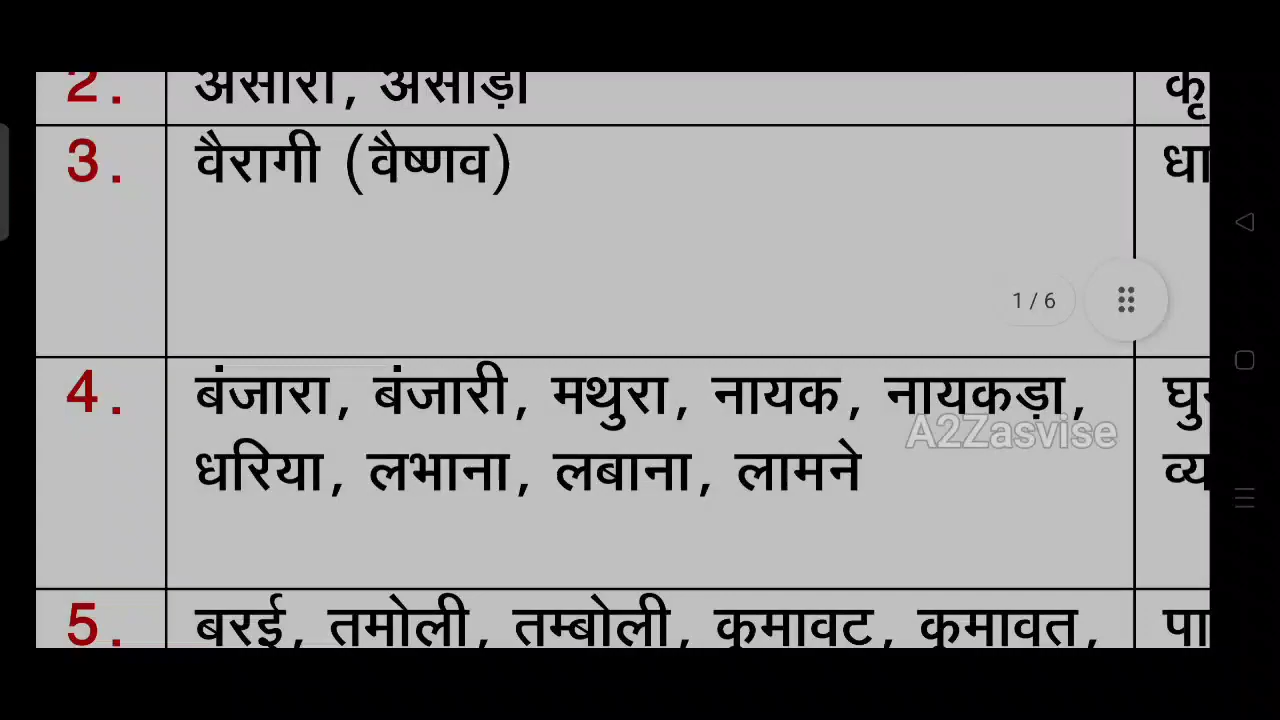 2. असारा, असाड़ा कृ
3. वैरागी (वैष्णव) धा
1 / 6
4. बंजारा, बंजारी, मथुरा, नायक, नायकड़ा,
A2Zasvise
धरिया, लभाना, लबाना, लामने व्य
5. बरई, तमोली, तम्बोली, कुमावट, कुमावत, पा